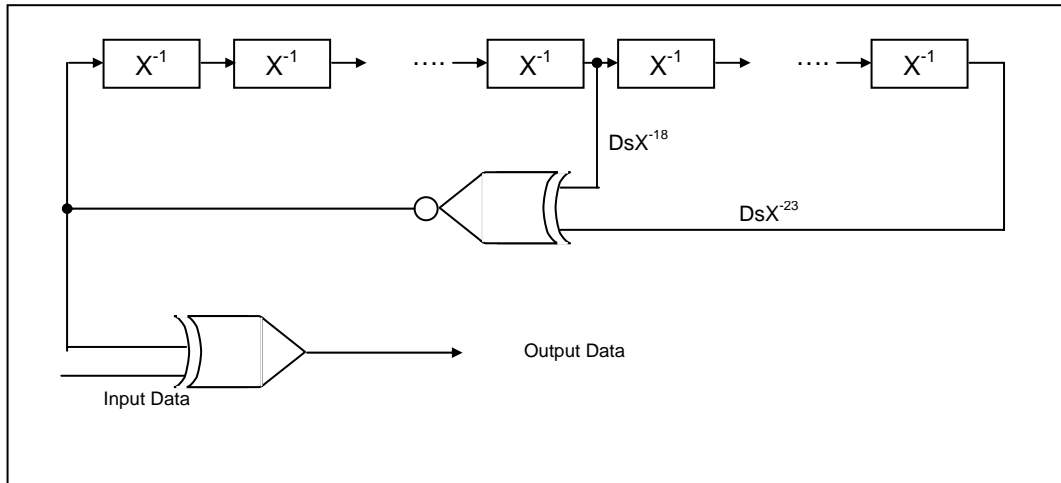 X⁻¹ X⁻¹ ···· X⁻¹ X⁻¹ ···· X⁻¹
DsX⁻¹⁸
DsX⁻²³
Output Data
Input Data